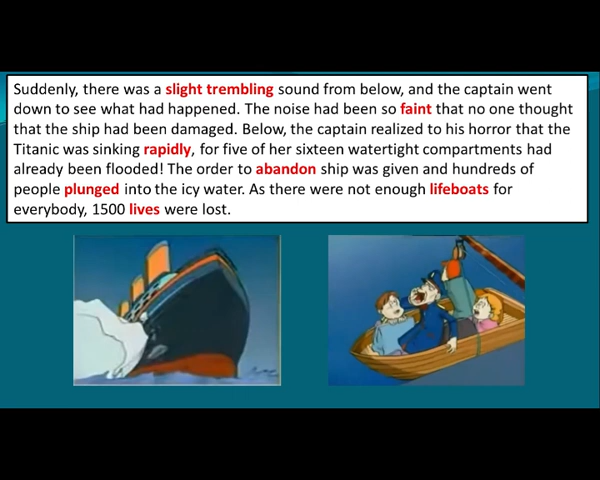 Suddenly, there was a slight trembling sound from below, and the captain went
down to see what had happened. The noise had been so faint that no one thought
that the ship had been damaged. Below, the captain realized to his horror that the
Titanic was sinking rapidly, for five of her sixteen watertight compartments had
already been flooded! The order to abandon ship was given and hundreds of
people plunged into the icy water. As there were not enough lifeboats for
everybody, 1500 lives were lost.